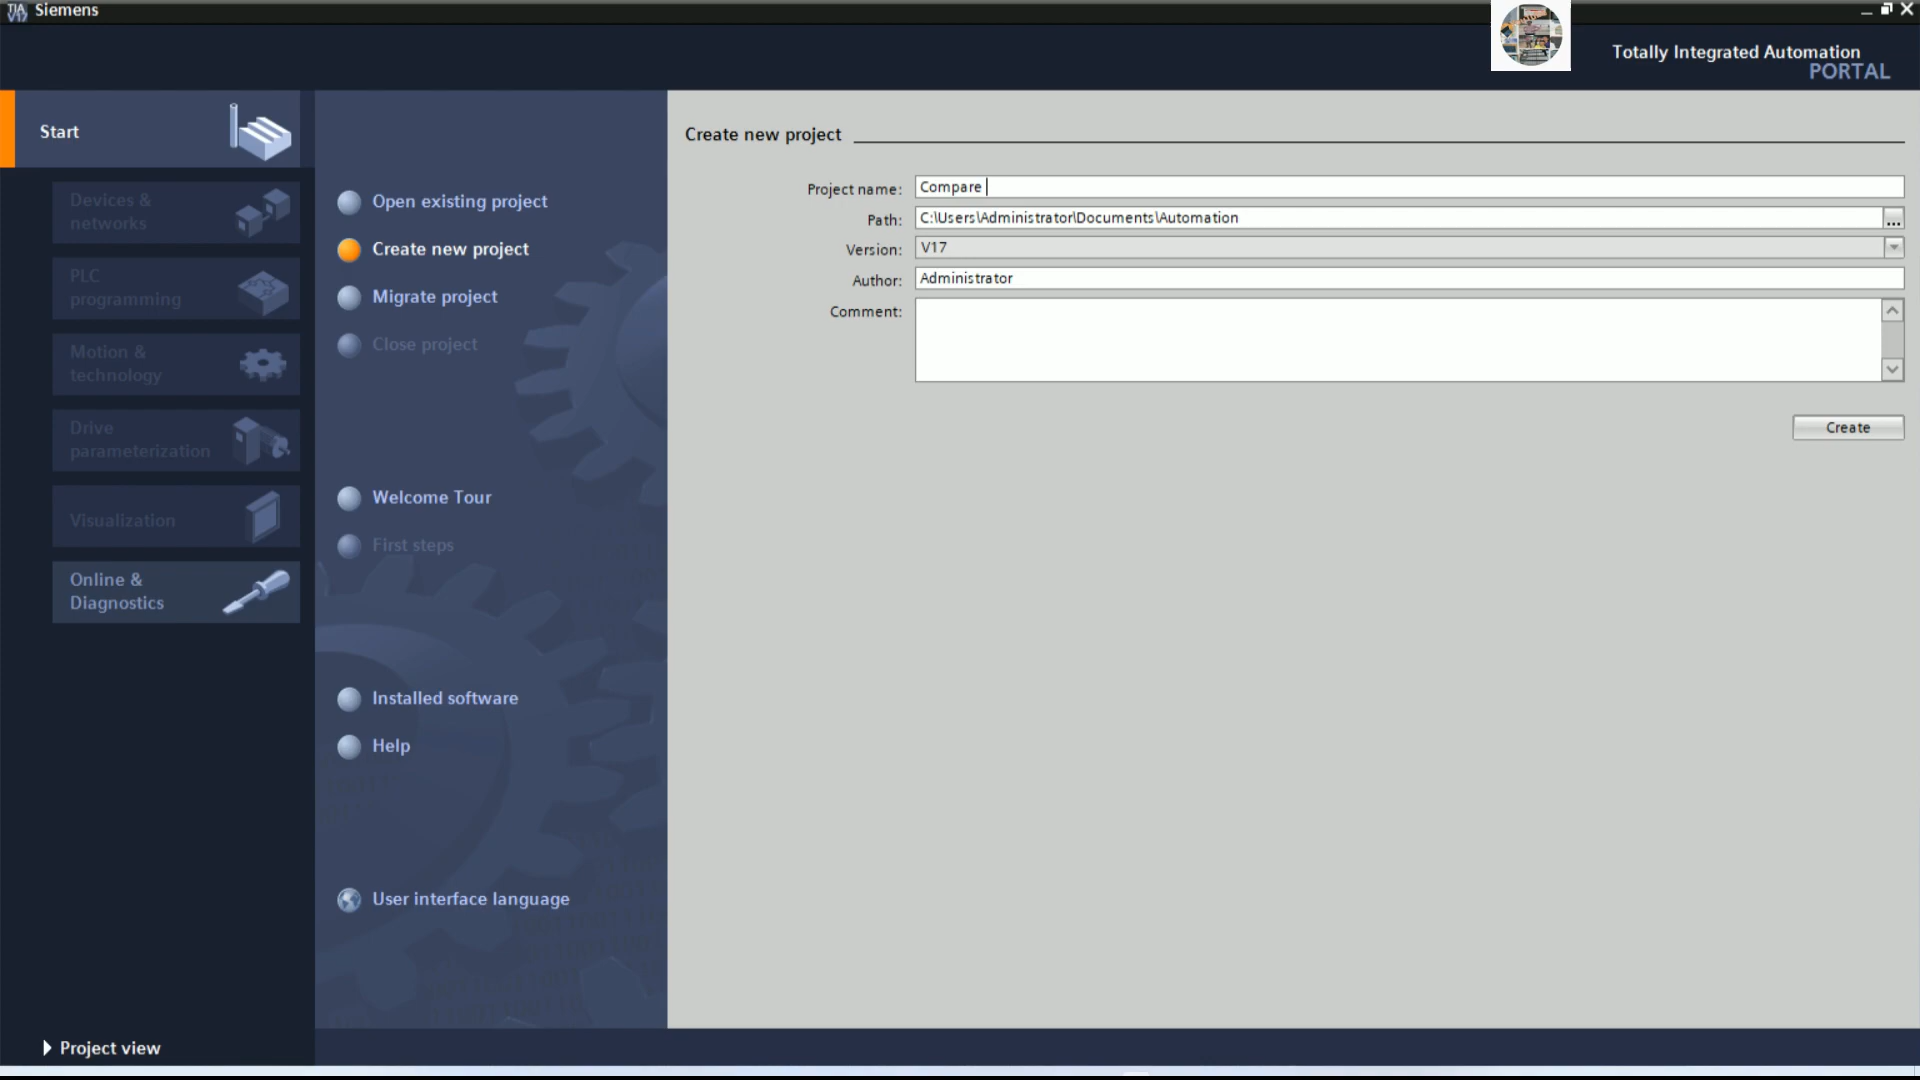 Siemens
Totally Integrated Automation
PORTAL
Start
Devices &
networks
PLC
programming
Motion &
technology
Drive
parameterization
Visualization
Online &
Diagnostics
Open existing project
Create new project
Migrate project
Close project
Welcome Tour
First steps
Installed software
Help
User interface language
Create new project
Project name: Compare
Path: C:\Users\Administrator\Documents\Automation
...
Version: V17
Author: Administrator
Comment:
Create
Project view